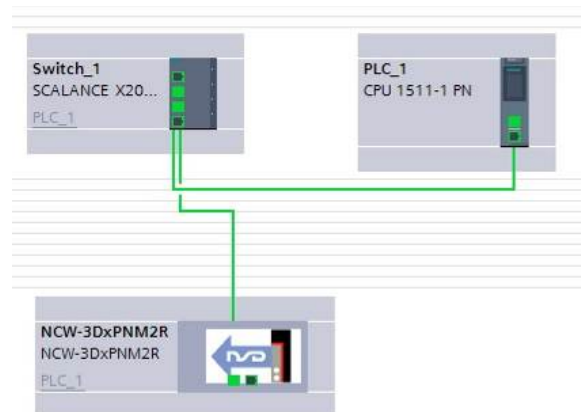 Switch_1
SCALANCE X20...
PLC_1
PLC_1
CPU 1511-1 PN
NCW-3DxPNM2R
NCW-3DxPNM2R
PLC_1